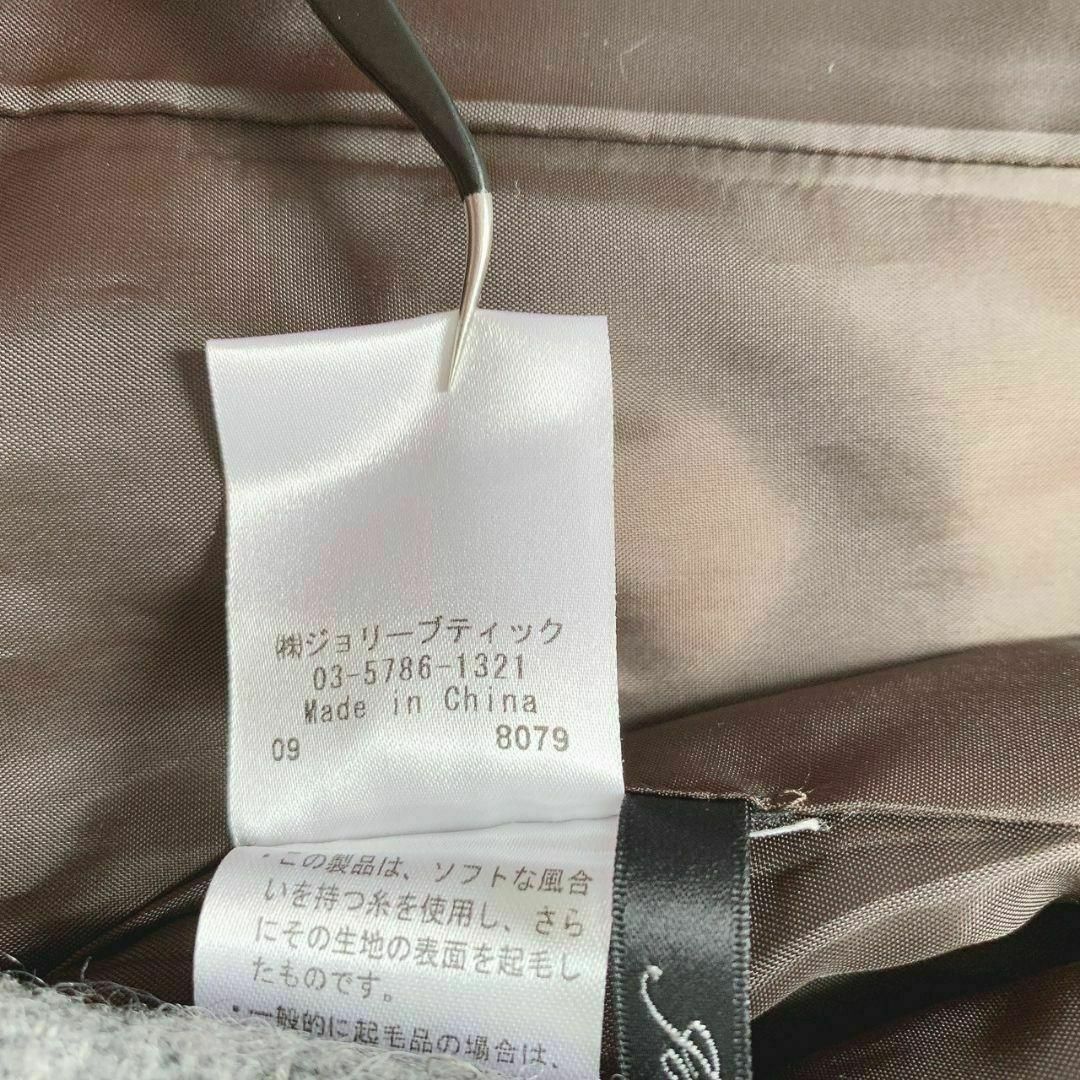 ㈱ジョリーブティック
03-5786-1321
Made in China
09 8079
・この製品は、ソフトな風合
いを持つ糸を使用し、さら
にその生地の表面を起毛し
たものです。
・一般的に起毛品の場合は、